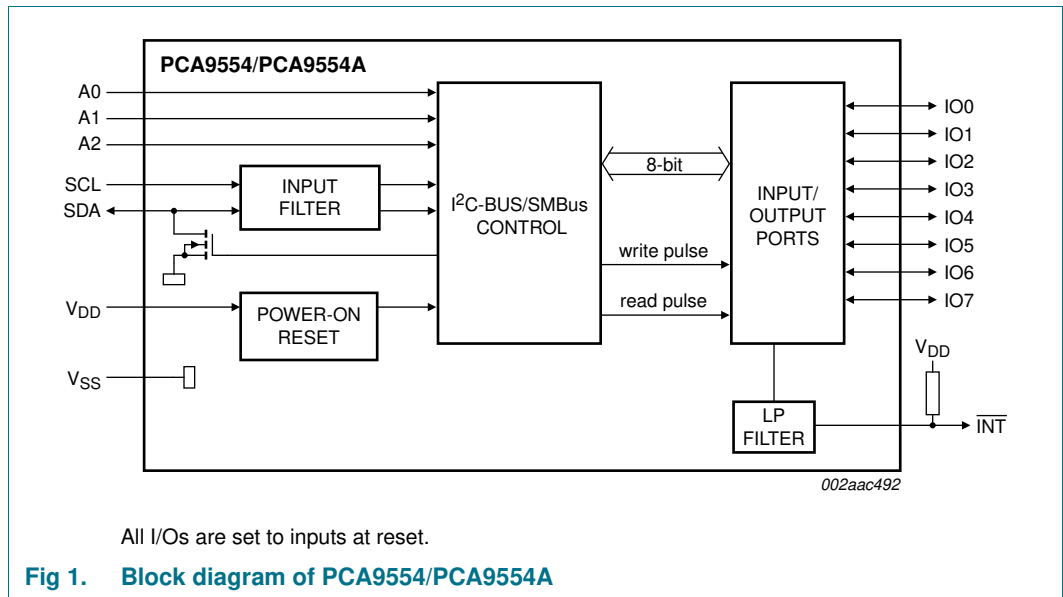 PCA9554/PCA9554A
A0
A1
A2
SCL
SDA
INPUT
FILTER
I²C-BUS/SMBus
CONTROL
8-bit
write pulse
read pulse
INPUT/
OUTPUT
PORTS
IO0
IO1
IO2
IO3
IO4
IO5
IO6
IO7
VDD
POWER-ON
RESET
VSS
VDD
LP
FILTER
INT
002aac492
All I/Os are set to inputs at reset.
Fig 1. Block diagram of PCA9554/PCA9554A